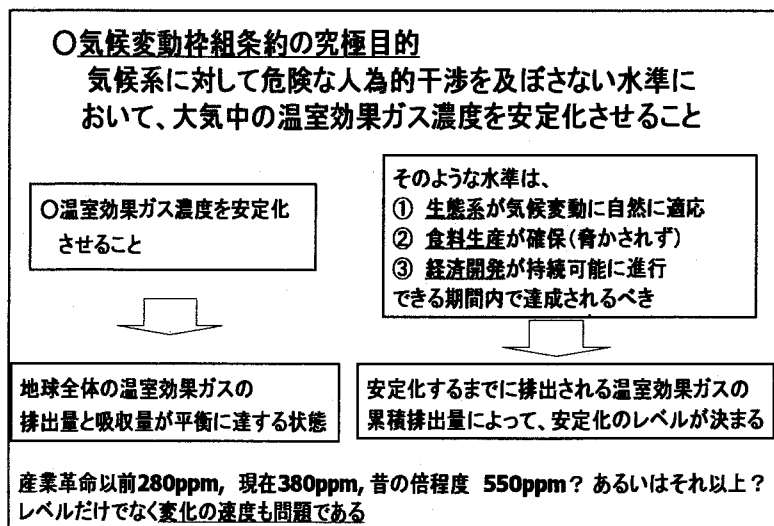 〇気候変動枠組条約の究極目的
気候系に対して危険な人為的干渉を及ぼさない水準に
おいて、大気中の温室効果ガス濃度を安定化させること
〇温室効果ガス濃度を安定化
させること
そのような水準は、
① 生態系が気候変動に自然に適応
② 食料生産が確保(脅かされず)
③ 経済開発が持続可能に進行
できる期間内で達成されるべき
地球全体の温室効果ガスの
排出量と吸収量が平衡に達する状態
安定化するまでに排出される温室効果ガスの
累積排出量によって、安定化のレベルが決まる
産業革命以前280ppm, 現在380ppm, 昔の倍程度 550ppm? あるいはそれ以上?
レベルだけでなく変化の速度も問題である